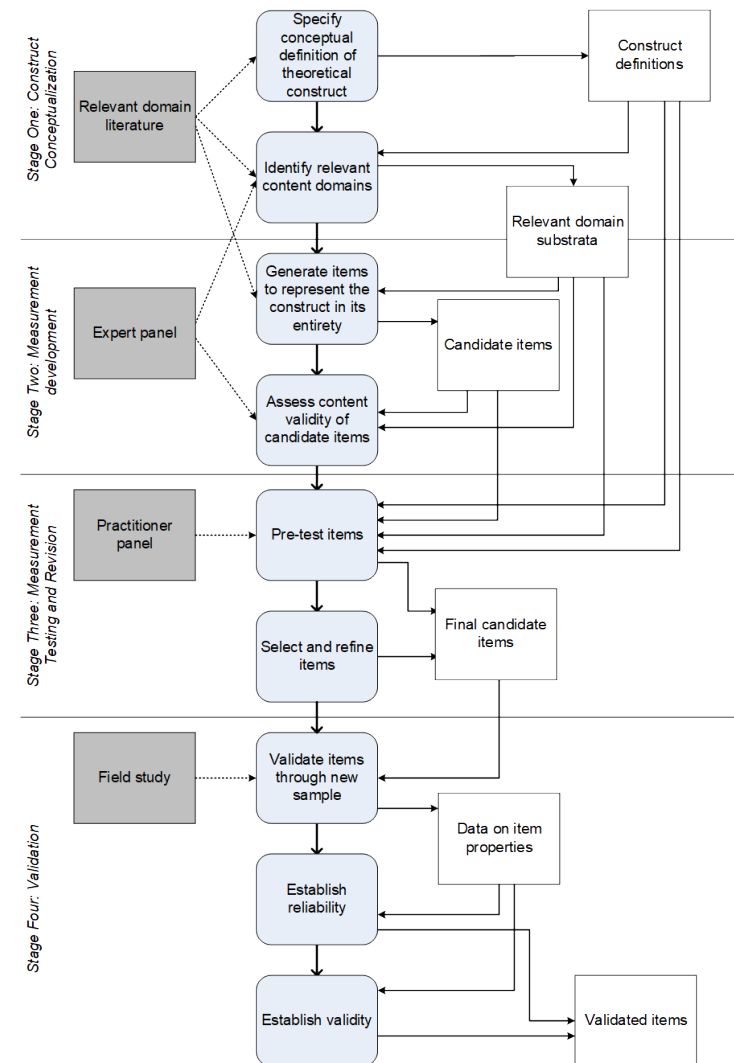 Stage One: Construct
Conceptualization
Relevant domain
literature
Specify
conceptual
definition of
theoretical
construct
Construct
definitions
Identify relevant
content domains
Relevant domain
substrata
Stage Two: Measurement
development
Expert panel
Generate items
to represent the
construct in its
entirety
Candidate items
Assess content
validity of
candidate items
Stage Three: Measurement
Testing and Revision
Practitioner
panel
Pre-test items
Final candidate
items
Select and refine
items
Stage Four: Validation
Field study
Validate items
through new
sample
Data on item
properties
Establish
reliability
Establish validity
Validated items